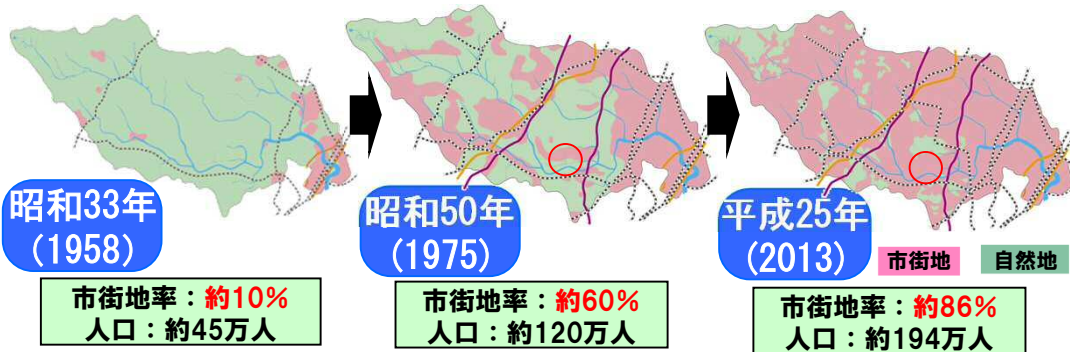 昭和33年
(1958)
市街地率：約10%
人口：約45万人
昭和50年
(1975)
市街地率：約60%
人口：約120万人
平成25年
(2013)
市街地
自然地
市街地率：約86%
人口：約194万人